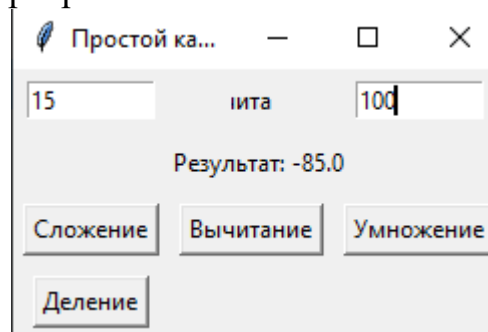 Простой ка...
15 ита 100
Результат: -85.0
Сложение Вычитание Умножение
Деление